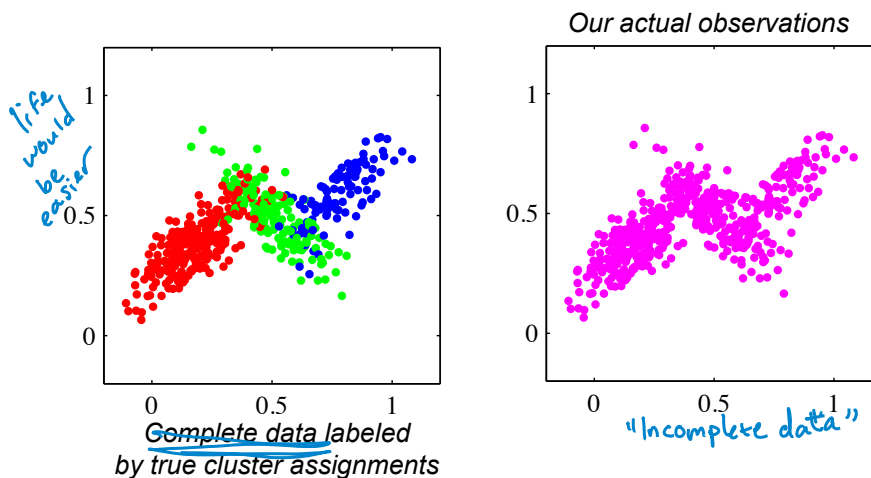 Our actual observations
life
would
be
easier
1
0.5
0
0
0.5
1
1
0.5
0
0
0.5
1
Complete data labeled
by true cluster assignments
"Incomplete data"